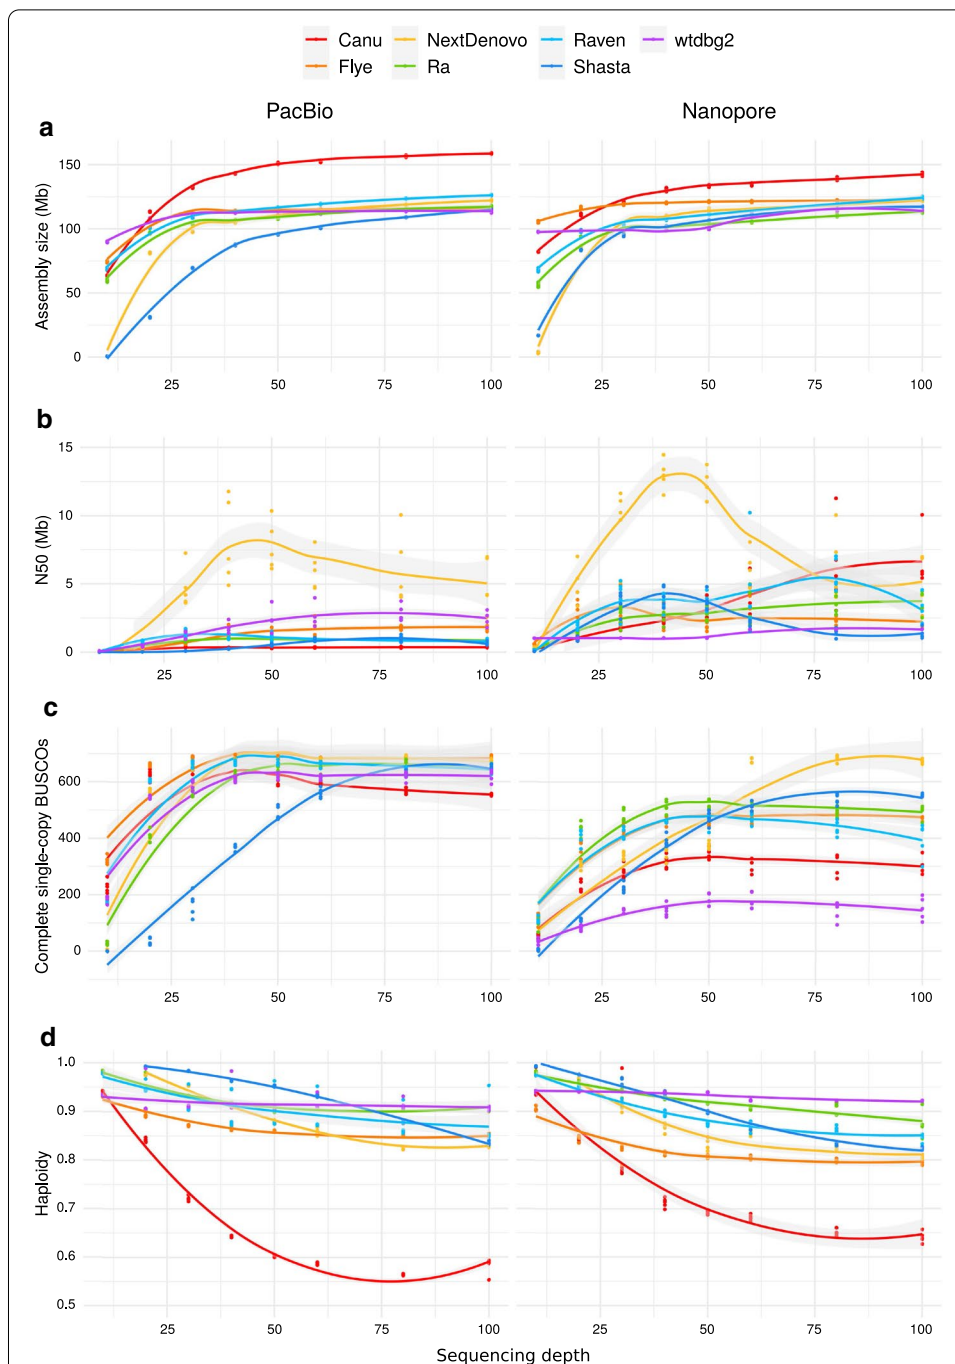 Canu NextDenovo Raven wtdbg2
Flye Ra Shasta
PacBio Nanopore
a
Assembly size (Mb)
150
100
50
0
25 50 75 100 25 50 75 100
b
N50 (Mb)
15
10
5
0
25 50 75 100 25 50 75 100
c
Complete single-copy BUSCOs
600
400
200
0
25 50 75 100 25 50 75 100
d
Haploidy
1.0
0.9
0.8
0.7
0.6
0.5
25 50 75 100 25 50 75 100
Sequencing depth